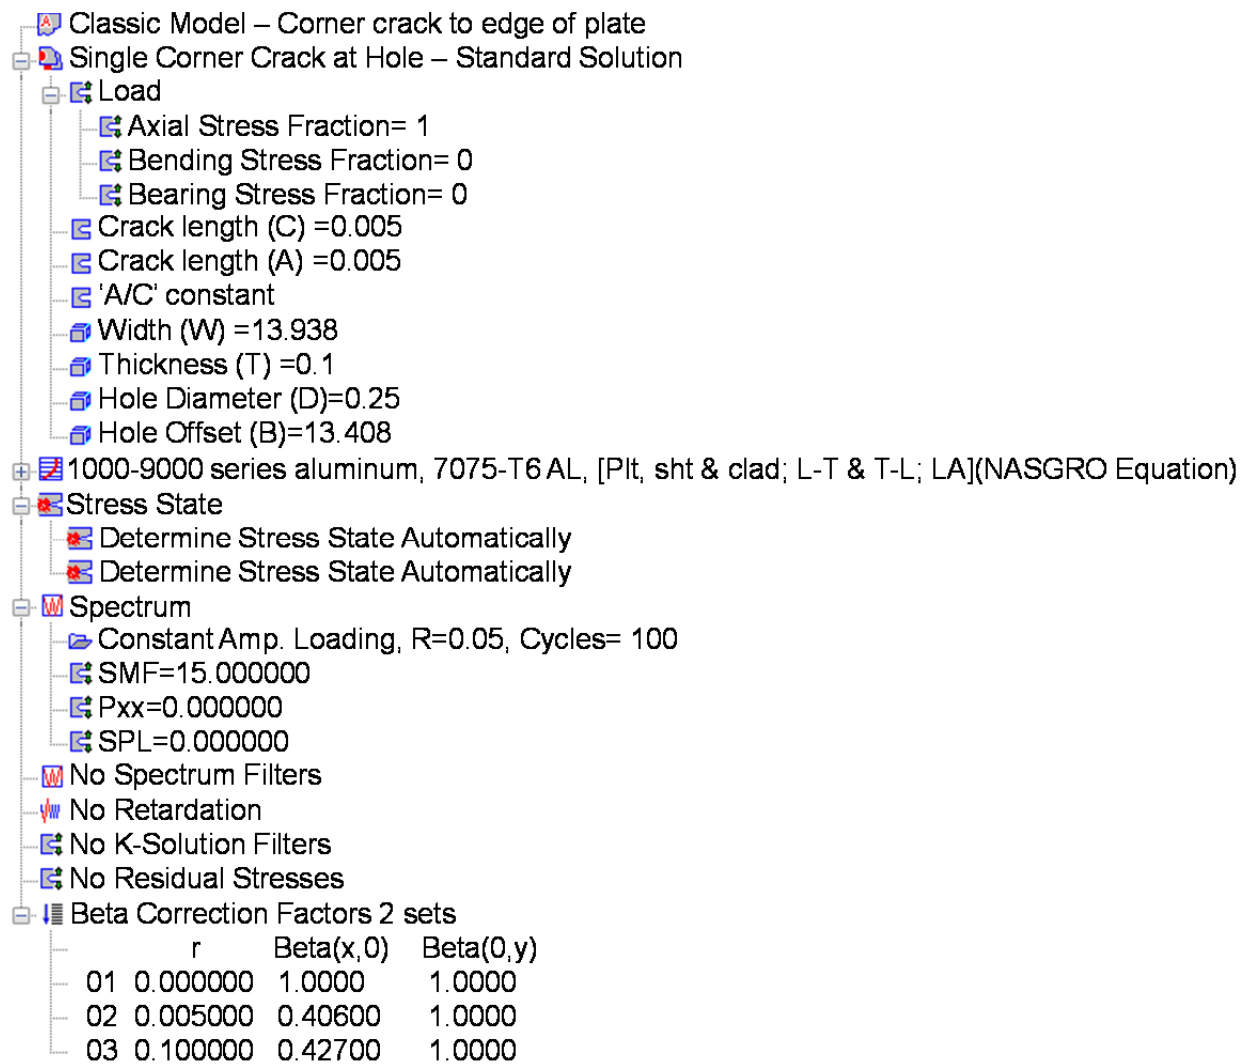 Classic Model – Corner crack to edge of plate
Single Corner Crack at Hole – Standard Solution
Load
Axial Stress Fraction= 1
Bending Stress Fraction= 0
Bearing Stress Fraction= 0
Crack length (C) =0.005
Crack length (A) =0.005
'A/C' constant
Width (W) =13.938
Thickness (T) =0.1
Hole Diameter (D)=0.25
Hole Offset (B)=13.408
1000-9000 series aluminum, 7075-T6 AL, [Plt, sht & clad; L-T & T-L; LA](NASGRO Equation)
Stress State
Determine Stress State Automatically
Determine Stress State Automatically
Spectrum
Constant Amp. Loading, R=0.05, Cycles= 100
SMF=15.000000
Pxx=0.000000
SPL=0.000000
No Spectrum Filters
No Retardation
No K-Solution Filters
No Residual Stresses
Beta Correction Factors 2 sets
r Beta(x,0) Beta(0,y)
01 0.000000 1.0000 1.0000
02 0.005000 0.40600 1.0000
03 0.100000 0.42700 1.0000